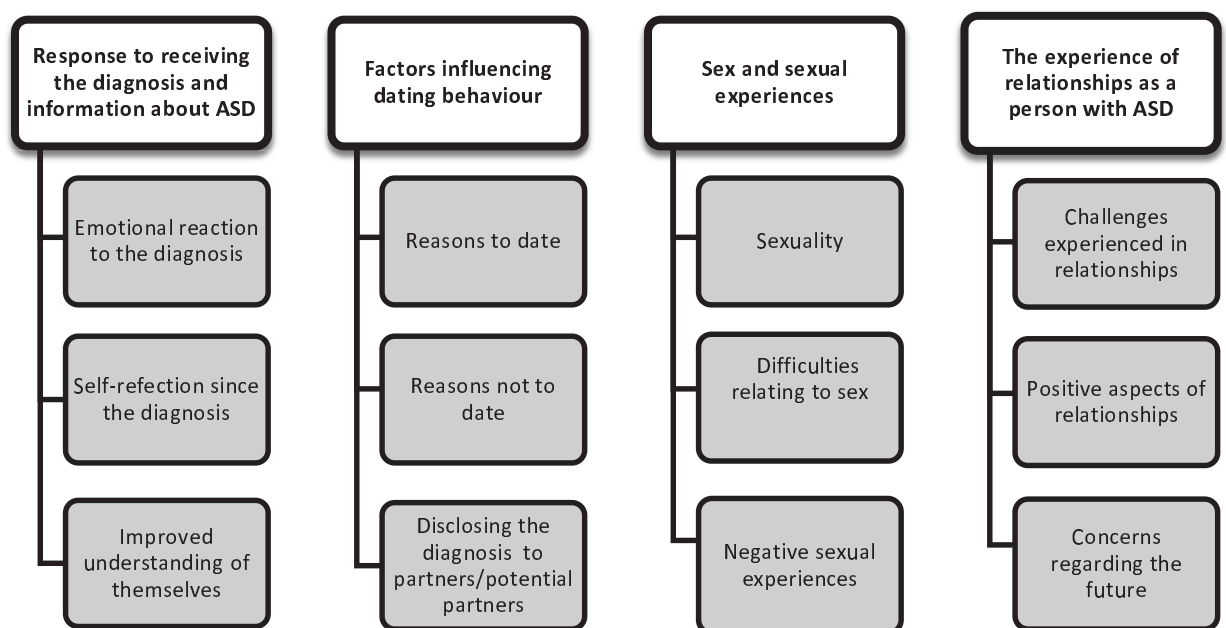 Response to receiving
the diagnosis and
information about ASD
Emotional reaction
to the diagnosis
Self-refection since
the diagnosis
Improved
understanding of
themselves
Factors influencing
dating behaviour
Reasons to date
Reasons not to
date
Disclosing the
diagnosis to
partners/potential
partners
Sex and sexual
experiences
Sexuality
Difficulties
relating to sex
Negative sexual
experiences
The experience of
relationships as a
person with ASD
Challenges
experienced in
relationships
Positive aspects of
relationships
Concerns
regarding the
future